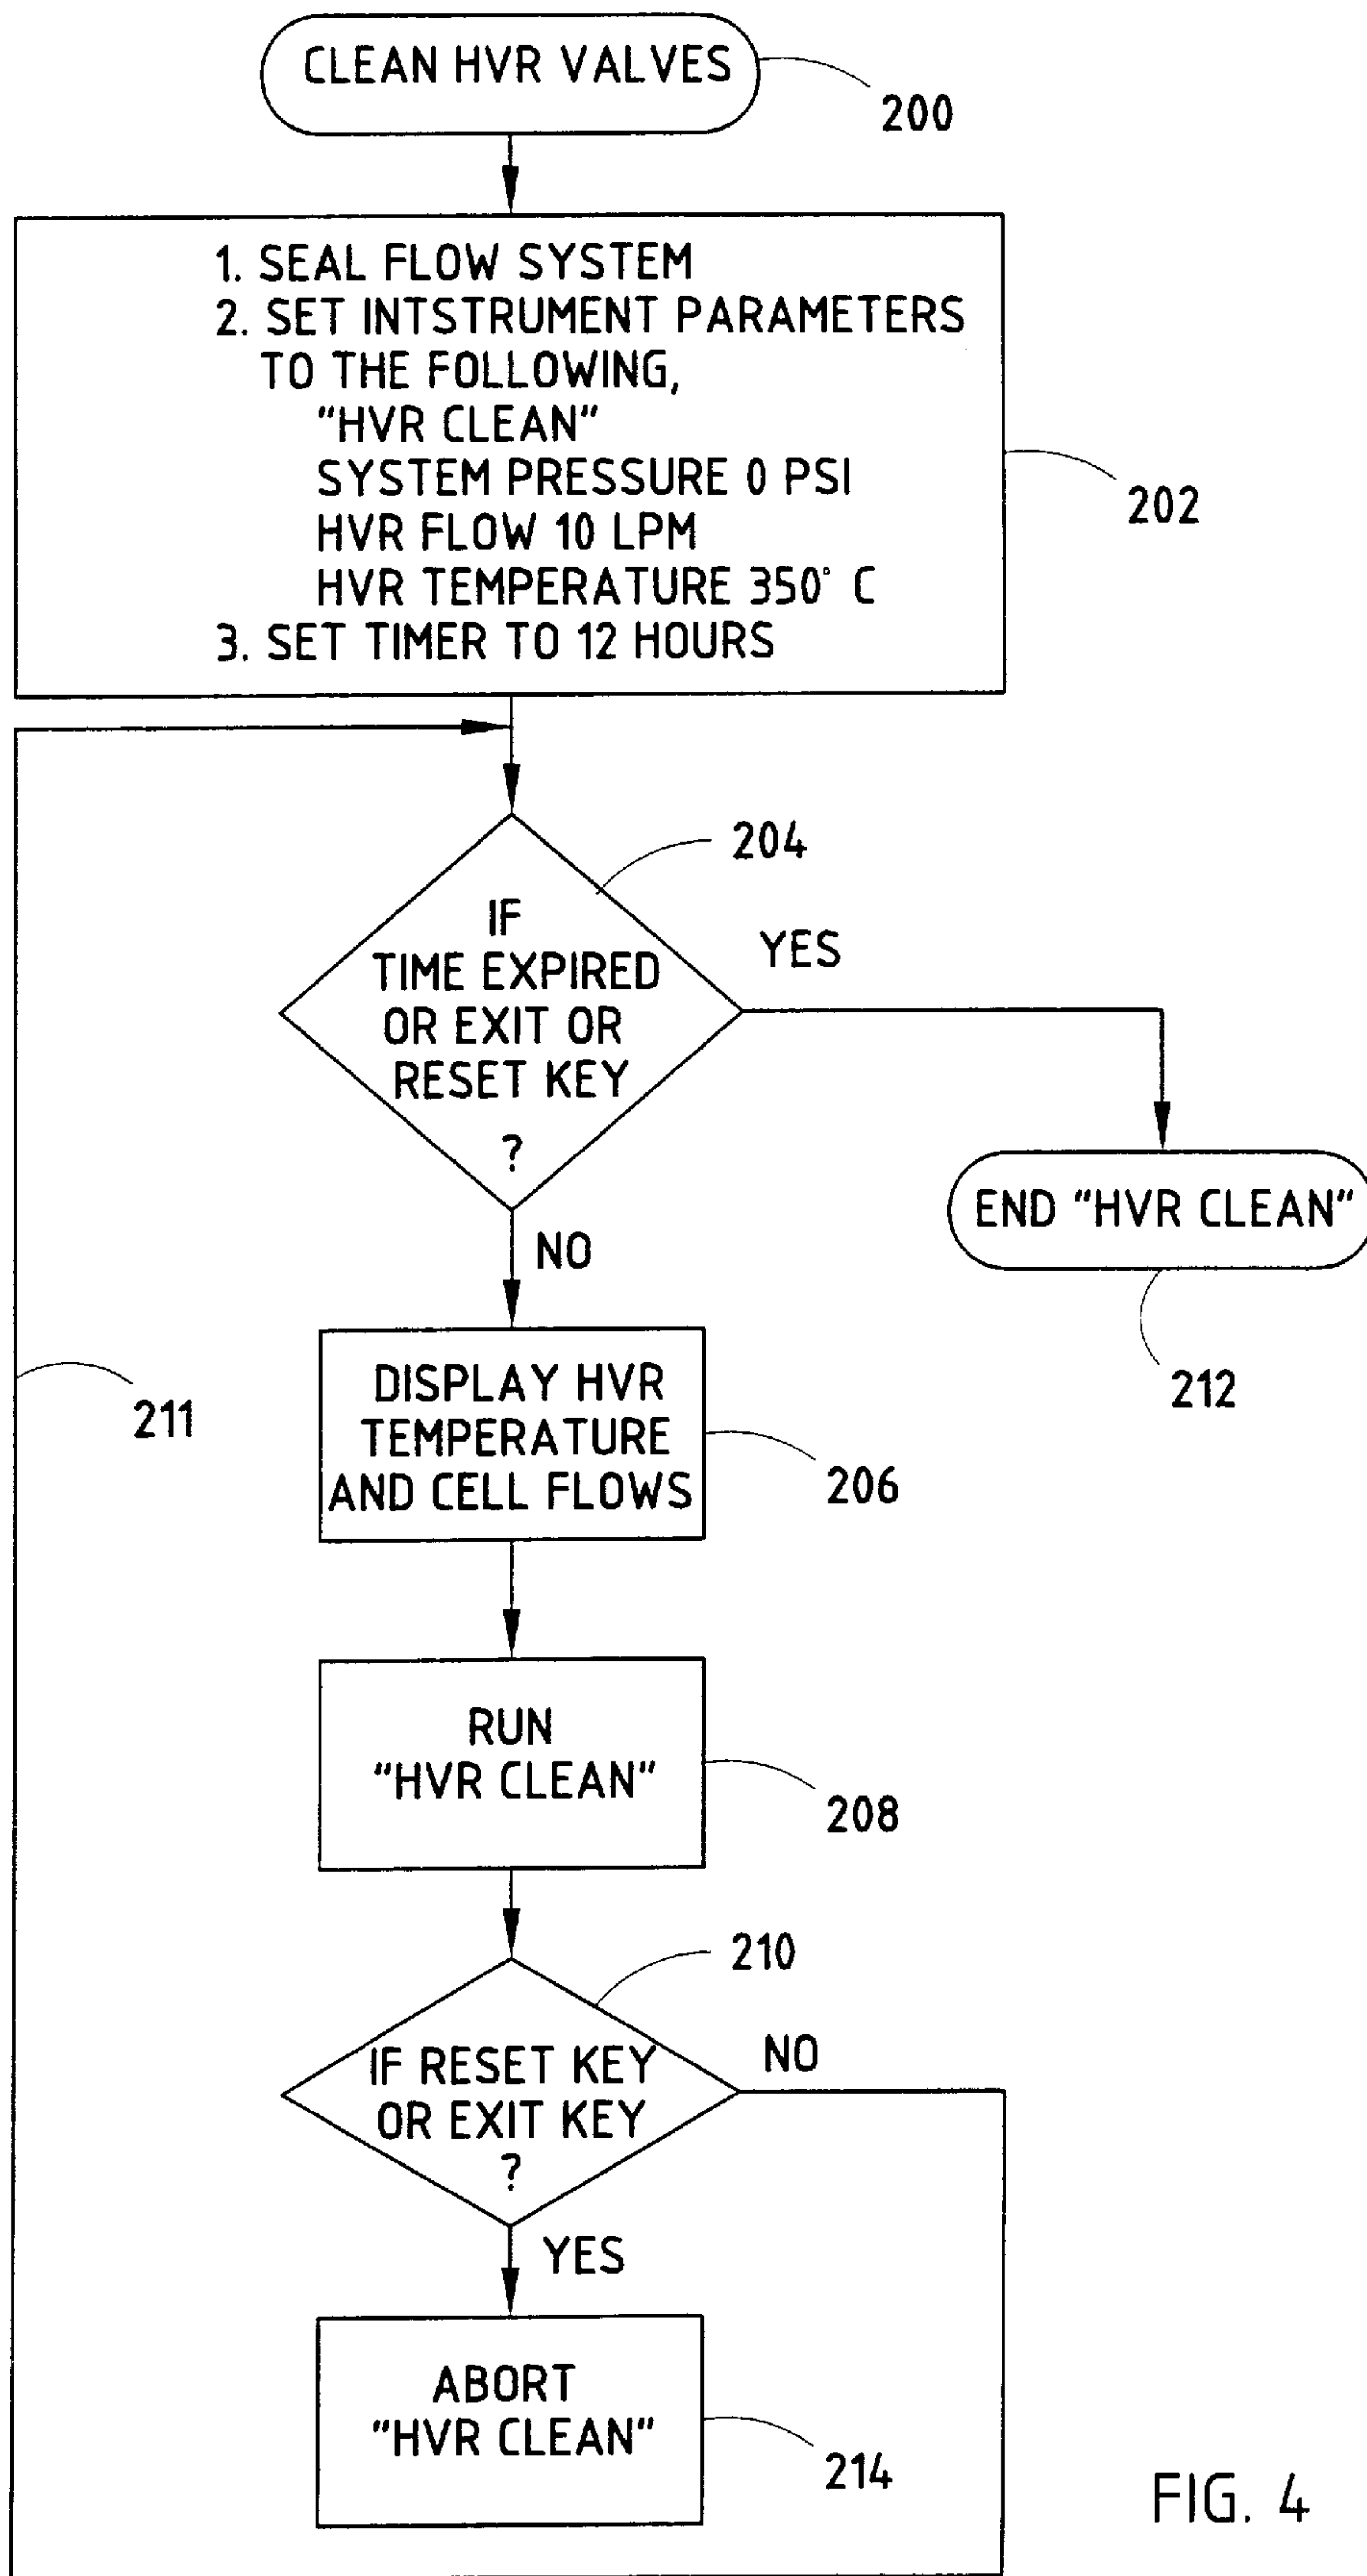 CLEAN HVR VALVES
200
1. SEAL FLOW SYSTEM
2. SET INTSTRUMENT PARAMETERS
TO THE FOLLOWING,
"HVR CLEAN"
SYSTEM PRESSURE 0 PSI
HVR FLOW 10 LPM
HVR TEMPERATURE 350° C
3. SET TIMER TO 12 HOURS
202
204
IF
TIME EXPIRED
OR EXIT OR
RESET KEY
?
YES
NO
END "HVR CLEAN"
212
211
DISPLAY HVR
TEMPERATURE
AND CELL FLOWS
206
RUN
"HVR CLEAN"
208
210
IF RESET KEY
OR EXIT KEY
?
NO
YES
ABORT
"HVR CLEAN"
214
FIG. 4